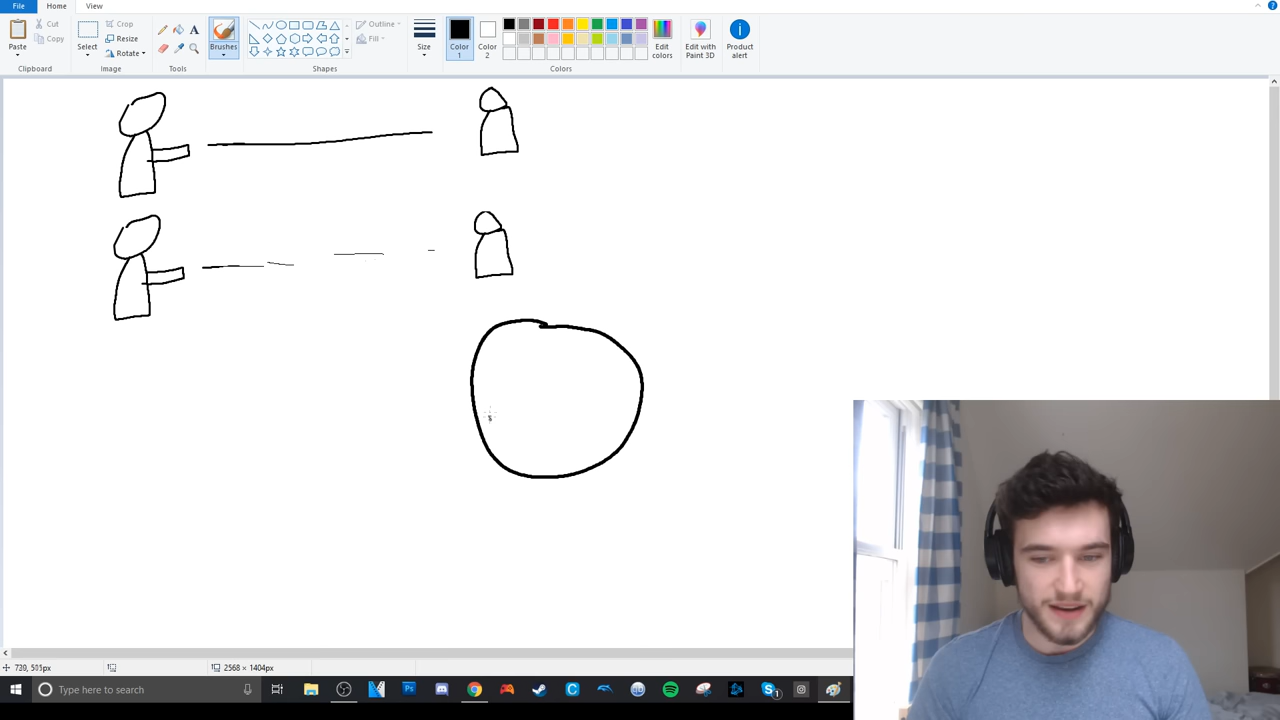 File Home View
Paste Cut Copy Select Crop Resize Rotate A Brushes Outline Fill Size Color 1 Color 2 Edit colors Edit with Paint 3D Product alert
Clipboard Image Tools Shapes Colors
2568 × 1404px
Type here to search